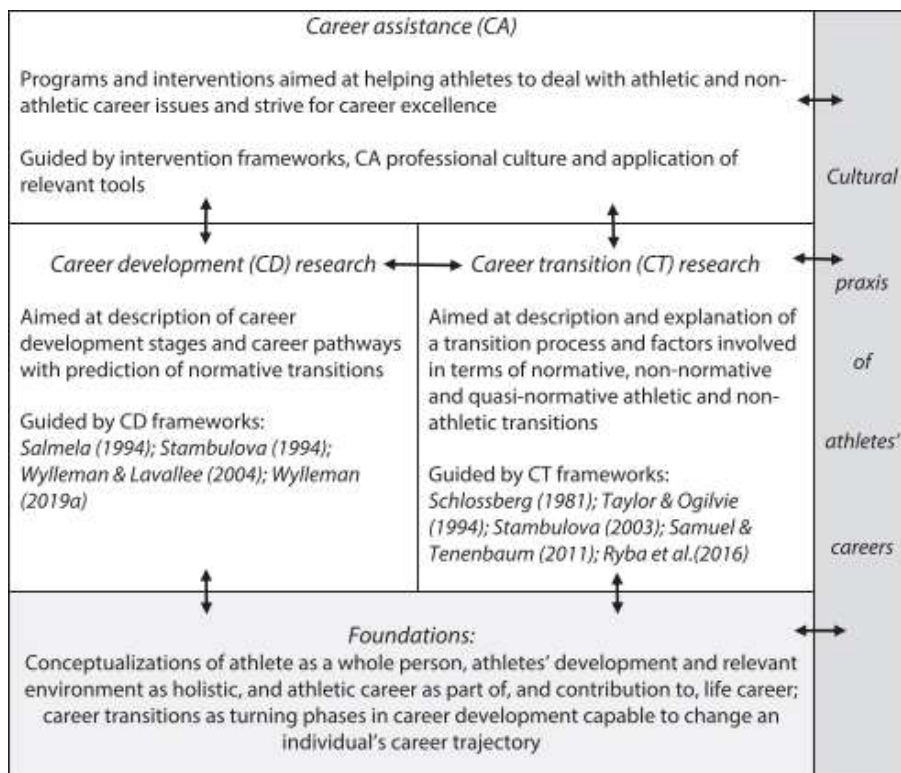 Career assistance (CA)
Programs and interventions aimed at helping athletes to deal with athletic and non-
athletic career issues and strive for career excellence
Guided by intervention frameworks, CA professional culture and application of
relevant tools
Career development (CD) research
Aimed at description of career
development stages and career pathways
with prediction of normative transitions
Guided by CD frameworks:
Salmela (1994); Stambulova (1994);
Wylleman & Lavallee (2004); Wylleman
(2019a)
Career transition (CT) research
Aimed at description and explanation of
a transition process and factors involved
in terms of normative, non-normative
and quasi-normative athletic and non-
athletic transitions
Guided by CT frameworks:
Schlossberg (1981); Taylor & Ogilvie
(1994); Stambulova (2003); Samuel &
Tenenbaum (2011); Ryba et al.(2016)
Foundations:
Conceptualizations of athlete as a whole person, athletes' development and relevant
environment as holistic, and athletic career as part of, and contribution to, life career;
career transitions as turning phases in career development capable to change an
individual's career trajectory
Cultural
praxis
of
athletes'
careers